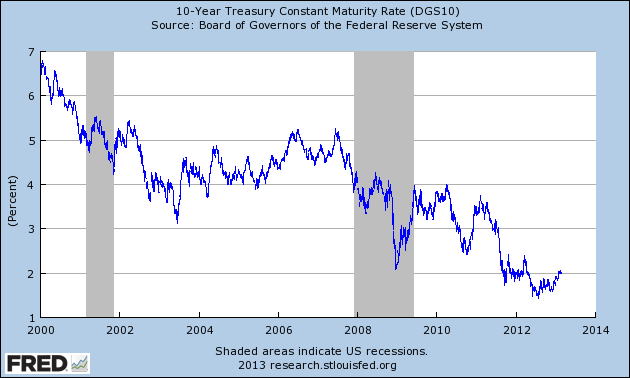 10-Year Treasury Constant Maturity Rate (DGS10)
Source: Board of Governors of the Federal Reserve System
7
6
5
4
3
2
1
(Percent)
2000 2002 2004 2006 2008 2010 2012 2014
Shaded areas indicate US recessions.
FRED 2013 research.stlouisfed.org